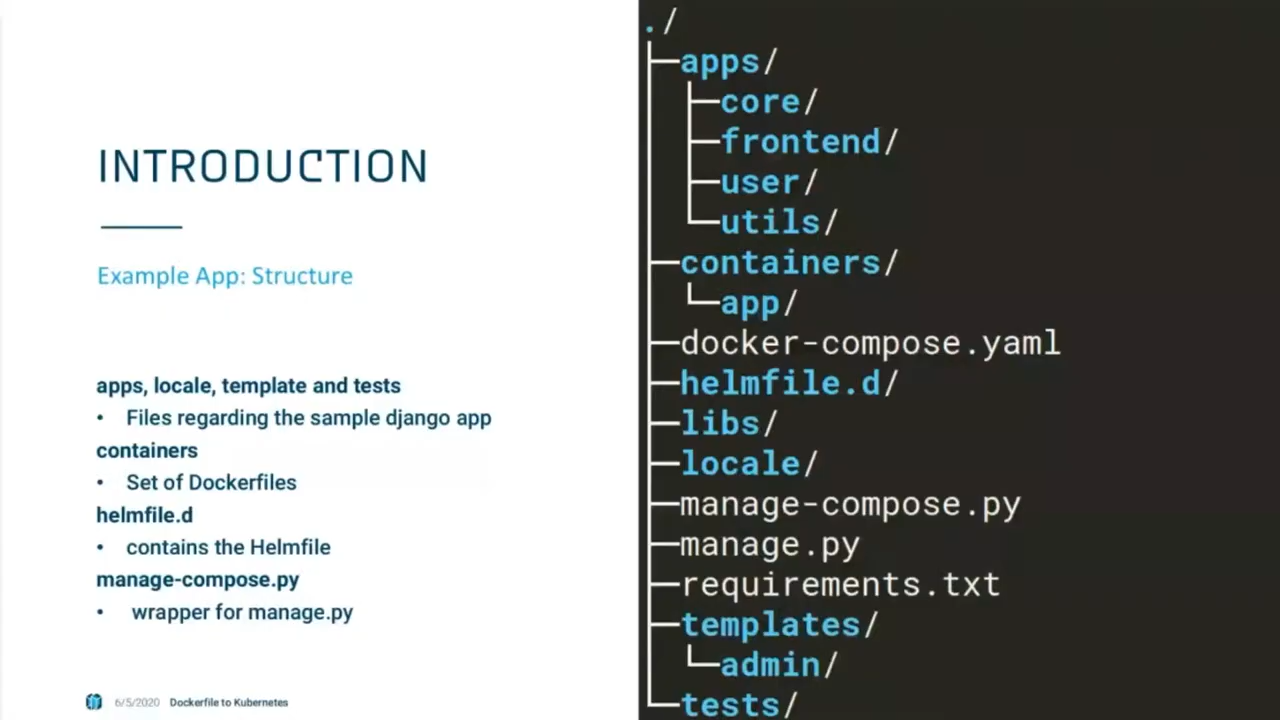 INTRODUCTION
Example App: Structure
apps, locale, template and tests
• Files regarding the sample django app
containers
• Set of Dockerfiles
helmfile.d
• contains the Helmfile
manage-compose.py
• wrapper for manage.py
6/5/2020 Dockerfile to Kubernetes
./
├─apps/
│ ├─core/
│ ├─frontend/
│ ├─user/
│ └─utils/
├─containers/
│ └─app/
├─docker-compose.yaml
├─helmfile.d/
├─libs/
├─locale/
├─manage-compose.py
├─manage.py
├─requirements.txt
├─templates/
│ └─admin/
└─tests/